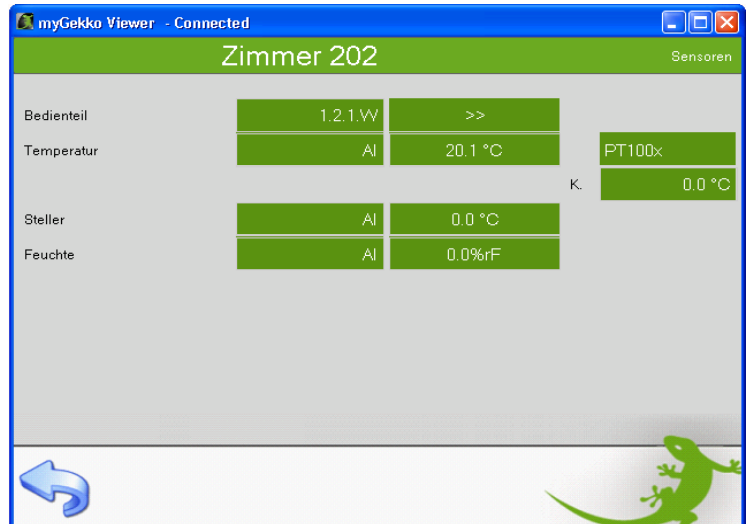 myGekko Viewer - Connected
Zimmer 202 Sensoren
Bedienteil 1.2.1.W >>
Temperatur AI 20.1 °C PT100x
K. 0.0 °C
Steller AI 0.0 °C
Feuchte AI 0.0%rF